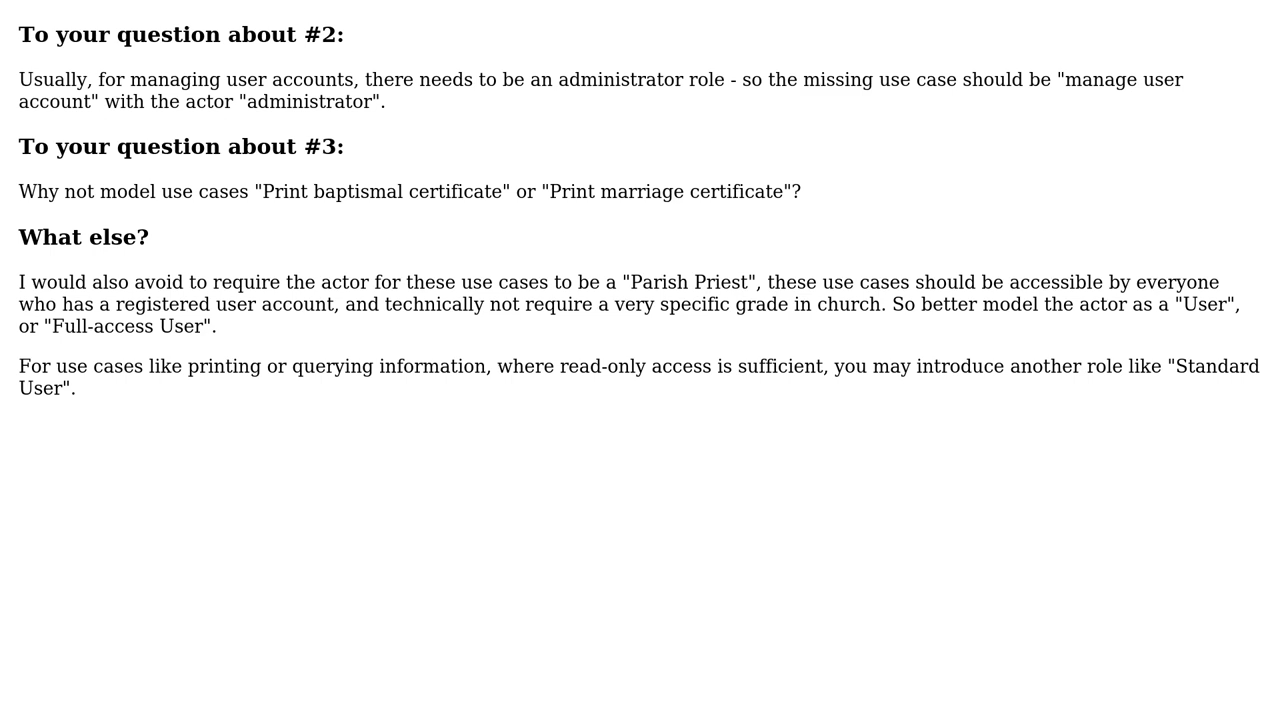 To your question about #2:
Usually, for managing user accounts, there needs to be an administrator role - so the missing use case should be "manage user
account" with the actor "administrator".
To your question about #3:
Why not model use cases "Print baptismal certificate" or "Print marriage certificate"?
What else?
I would also avoid to require the actor for these use cases to be a "Parish Priest", these use cases should be accessible by everyone
who has a registered user account, and technically not require a very specific grade in church. So better model the actor as a "User",
or "Full-access User".
For use cases like printing or querying information, where read-only access is sufficient, you may introduce another role like "Standard
User".